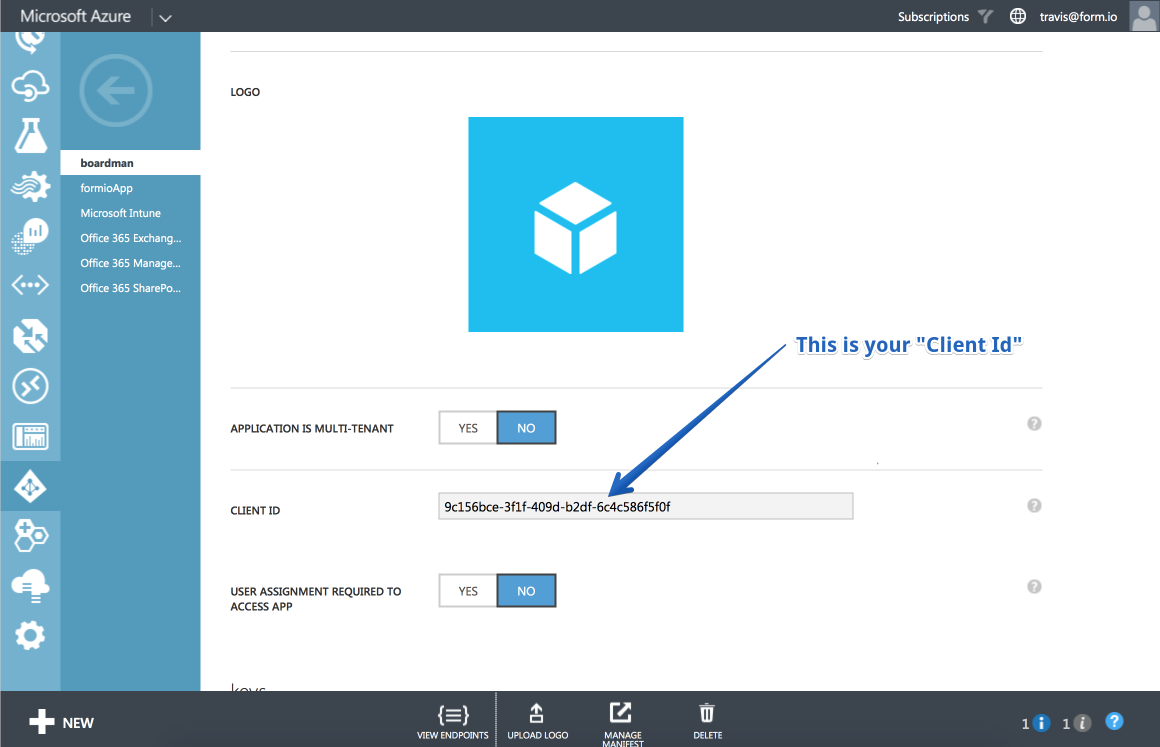 Microsoft Azure
Subscriptions
travis@form.io
boardman
formioApp
Microsoft Intune
Office 365 Exchang...
Office 365 Manage...
Office 365 SharePo...
LOGO
This is your "Client Id"
APPLICATION IS MULTI-TENANT
YES
NO
?
CLIENT ID
9c156bce-3f1f-409d-b2df-6c4c586f5f0f
?
USER ASSIGNMENT REQUIRED TO
ACCESS APP
YES
NO
?
keys
NEW
VIEW ENDPOINTS
UPLOAD LOGO
MANAGE
MANIFEST
DELETE
1 i
1 i
?